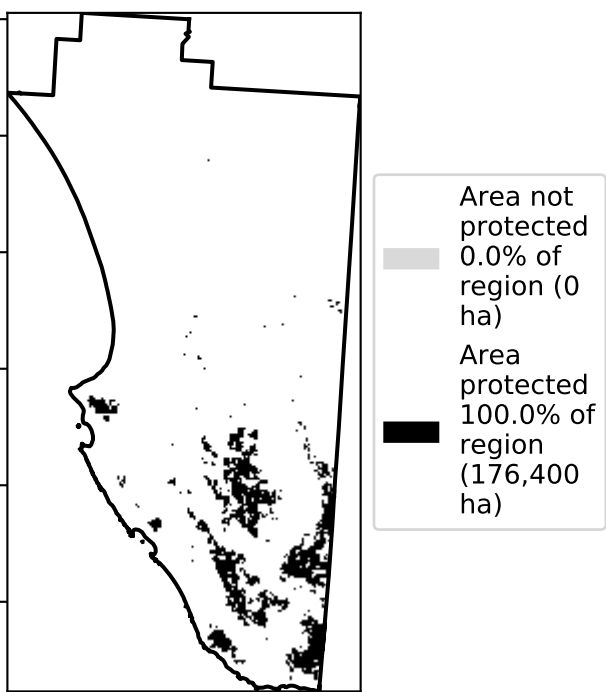 Area not
protected
0.0% of
region (0
ha)
Area
protected
100.0% of
region
(176,400
ha)